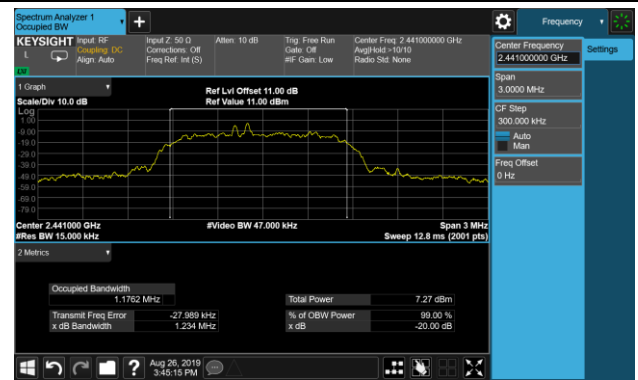 Spectrum Analyzer 1
Occupied BW
Frequency
KEYSIGHT
L
Input: RF
Coupling: DC
Align: Auto
Input Z: 50 Ω
Corrections: Off
Freq Ref: Int (S)
Atten: 10 dB
Trig: Free Run
Gate: Off
#IF Gain: Low
Center Freq: 2.441000000 GHz
Avg|Hold:>10/10
Radio Std: None
Center Frequency
2.441000000 GHz
Settings
Span
3.0000 MHz
CF Step
300.000 kHz
Auto
Man
Freq Offset
0 Hz
1 Graph
Scale/Div 10.0 dB
Ref Lvl Offset 11.00 dB
Ref Value 11.00 dBm
Log
1.00
-9.00
-19.0
-29.0
-39.0
-49.0
-59.0
-69.0
-79.0
Center 2.441000 GHz
#Res BW 15.000 kHz
#Video BW 47.000 kHz
Span 3 MHz
Sweep 12.8 ms (2001 pts)
2 Metrics
Occupied Bandwidth
1.1762 MHz
Total Power
7.27 dBm
Transmit Freq Error
-27.989 kHz
% of OBW Power
99.00 %
x dB Bandwidth
1.234 MHz
x dB
-20.00 dB
?
Aug 26, 2019
3:45:15 PM